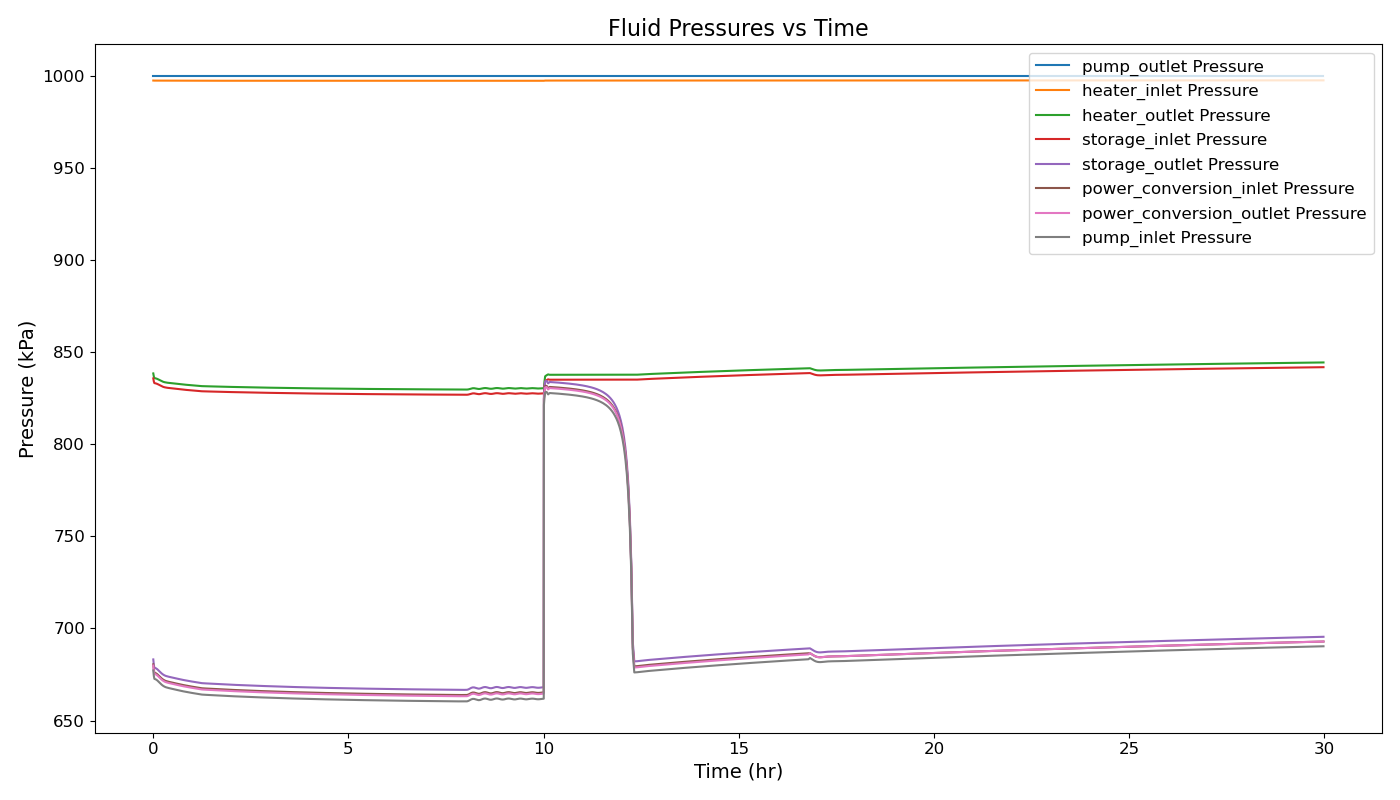 Fluid Pressures vs Time
pump_outlet Pressure
heater_inlet Pressure
heater_outlet Pressure
storage_inlet Pressure
storage_outlet Pressure
power_conversion_inlet Pressure
power_conversion_outlet Pressure
pump_inlet Pressure
Pressure (kPa)
1000
950
900
850
800
750
700
650
0 5 10 15 20 25 30
Time (hr)